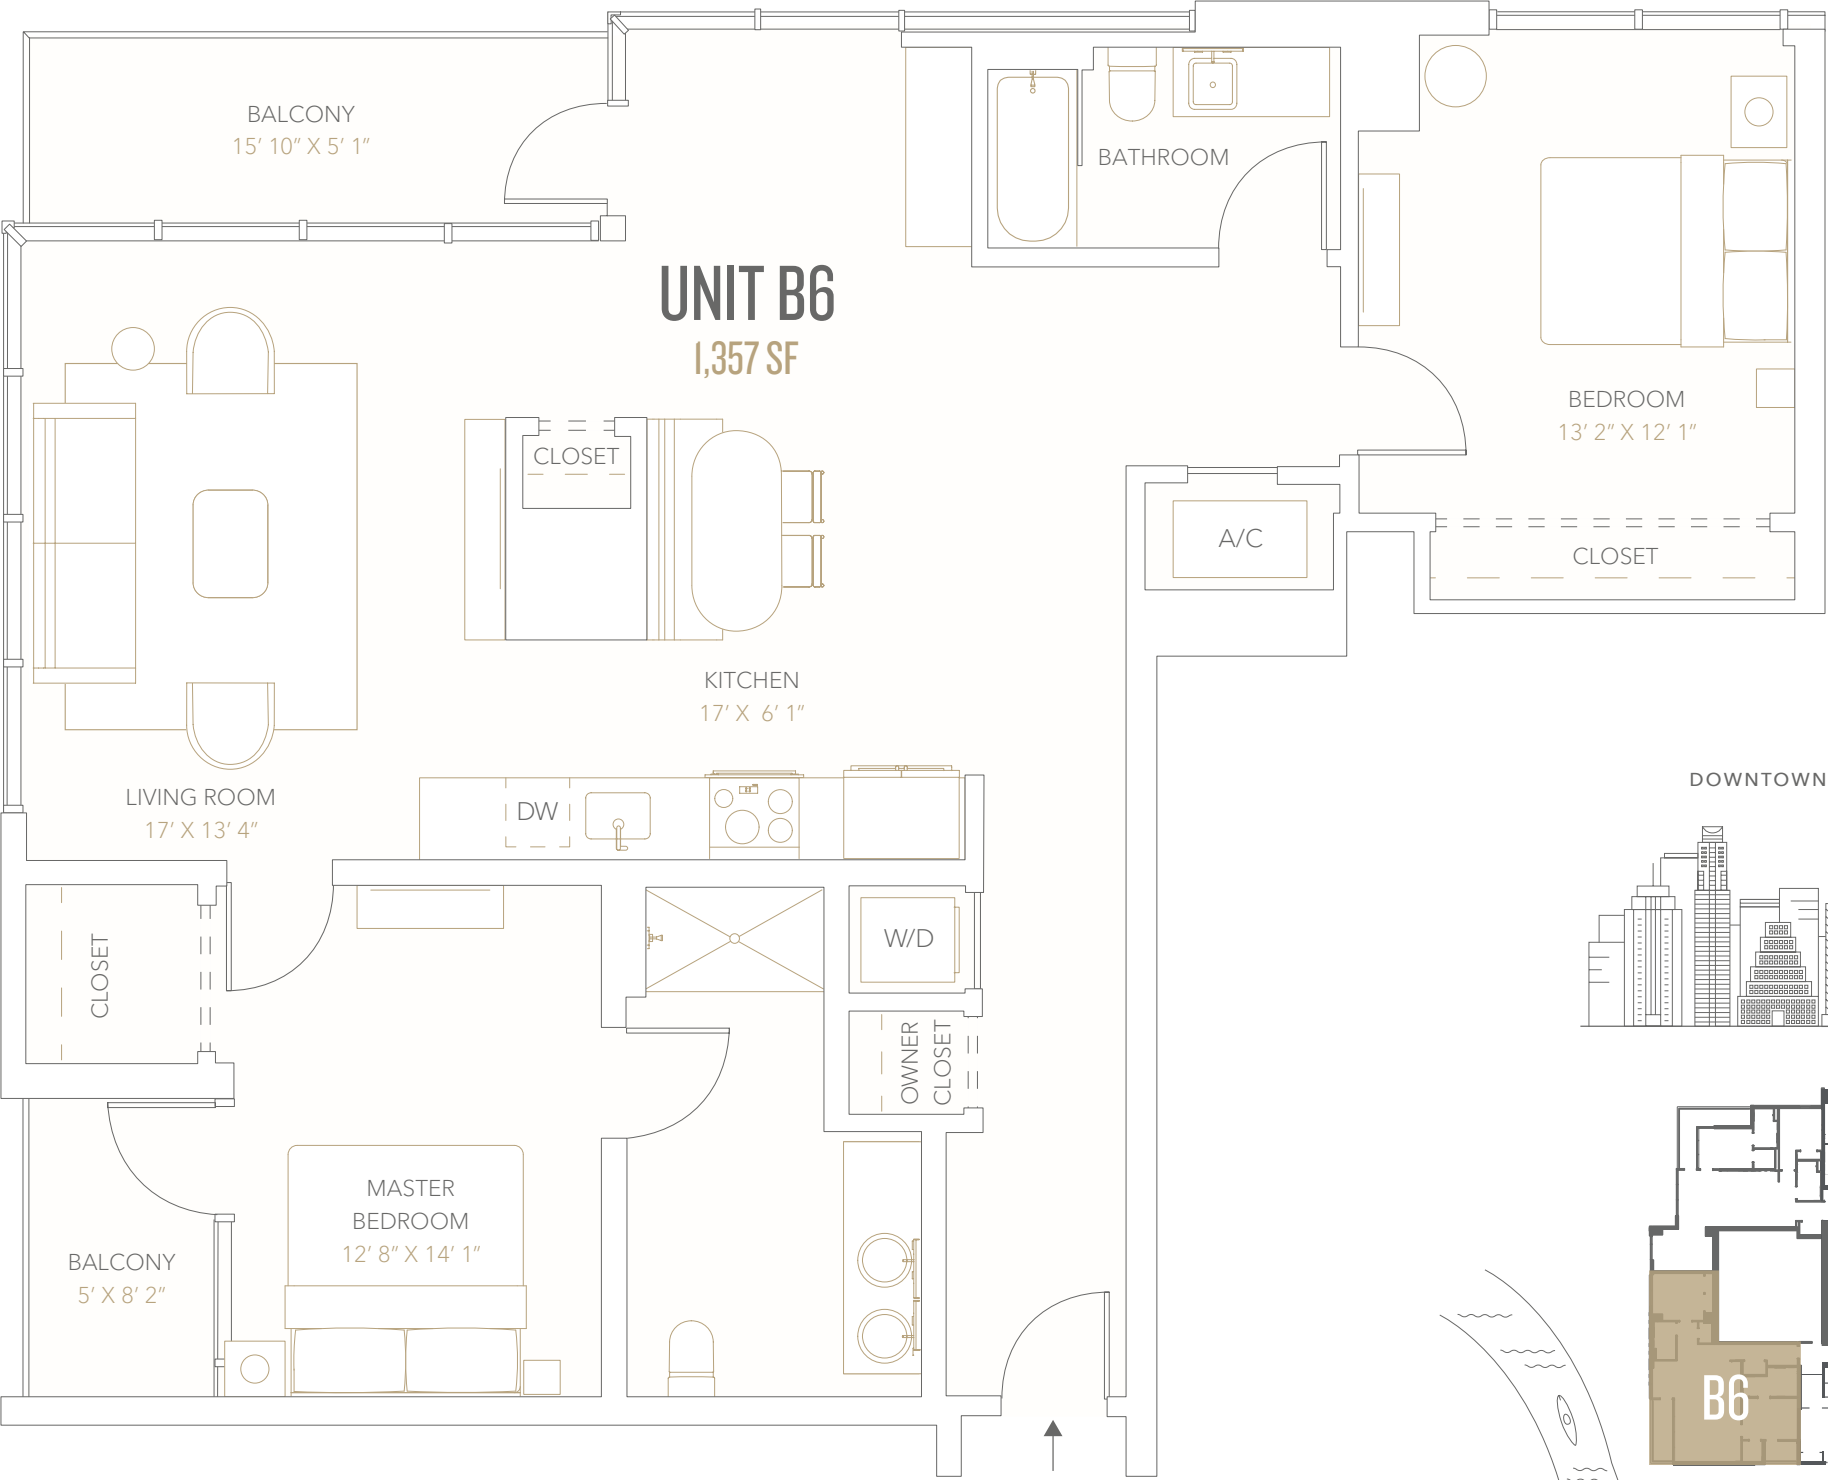 BALCONY
15' 10" X 5' 1"
BATHROOM
UNIT B6
1,357 SF
BEDROOM
13' 2" X 12' 1"
CLOSET
A/C
CLOSET
KITCHEN
17' X 6' 1"
DOWNTOWN
LIVING ROOM
17' X 13' 4"
DW
CLOSET
W/D
OWNER
CLOSET
MASTER
BEDROOM
12' 8" X 14' 1"
BALCONY
5' X 8' 2"
B6